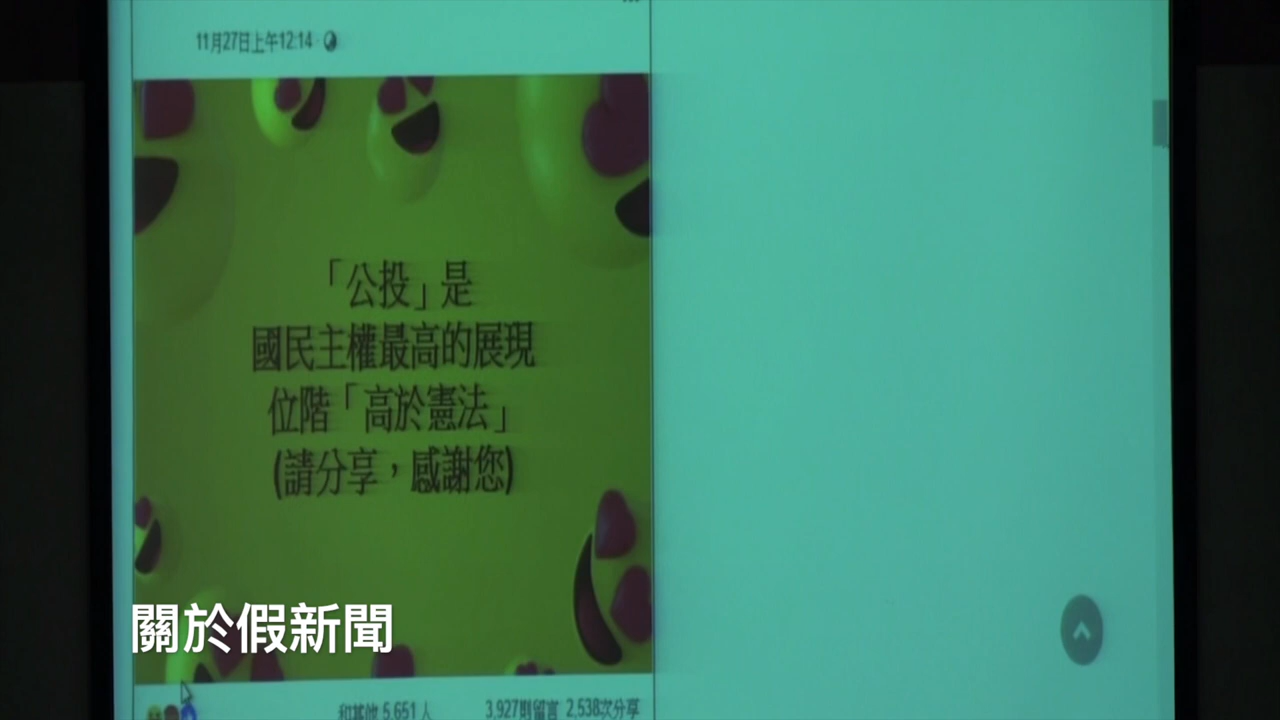 11月27日上午12:14
「公投」是
國民主權最高的展現
位階「高於憲法」
(請分享，感謝您)
關於假新聞
和其他 5,651人
3,927則留言 2,538次分享